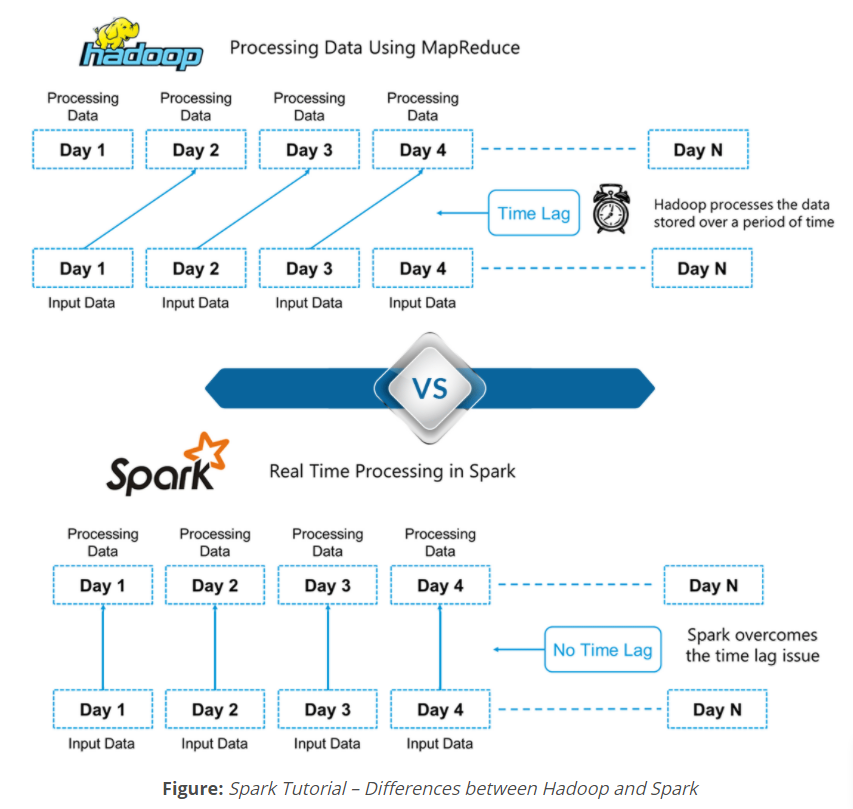 hadoop Processing Data Using MapReduce
Processing Data Processing Data Processing Data Processing Data
Day 1 Day 2 Day 3 Day 4 Day N
Time Lag
Hadoop processes the data
stored over a period of time
Day 1 Day 2 Day 3 Day 4 Day N
Input Data Input Data Input Data Input Data
VS
Spark Real Time Processing in Spark
Processing Data Processing Data Processing Data Processing Data
Day 1 Day 2 Day 3 Day 4 Day N
No Time Lag
Spark overcomes
the time lag issue
Day 1 Day 2 Day 3 Day 4 Day N
Input Data Input Data Input Data Input Data
Figure: Spark Tutorial – Differences between Hadoop and Spark